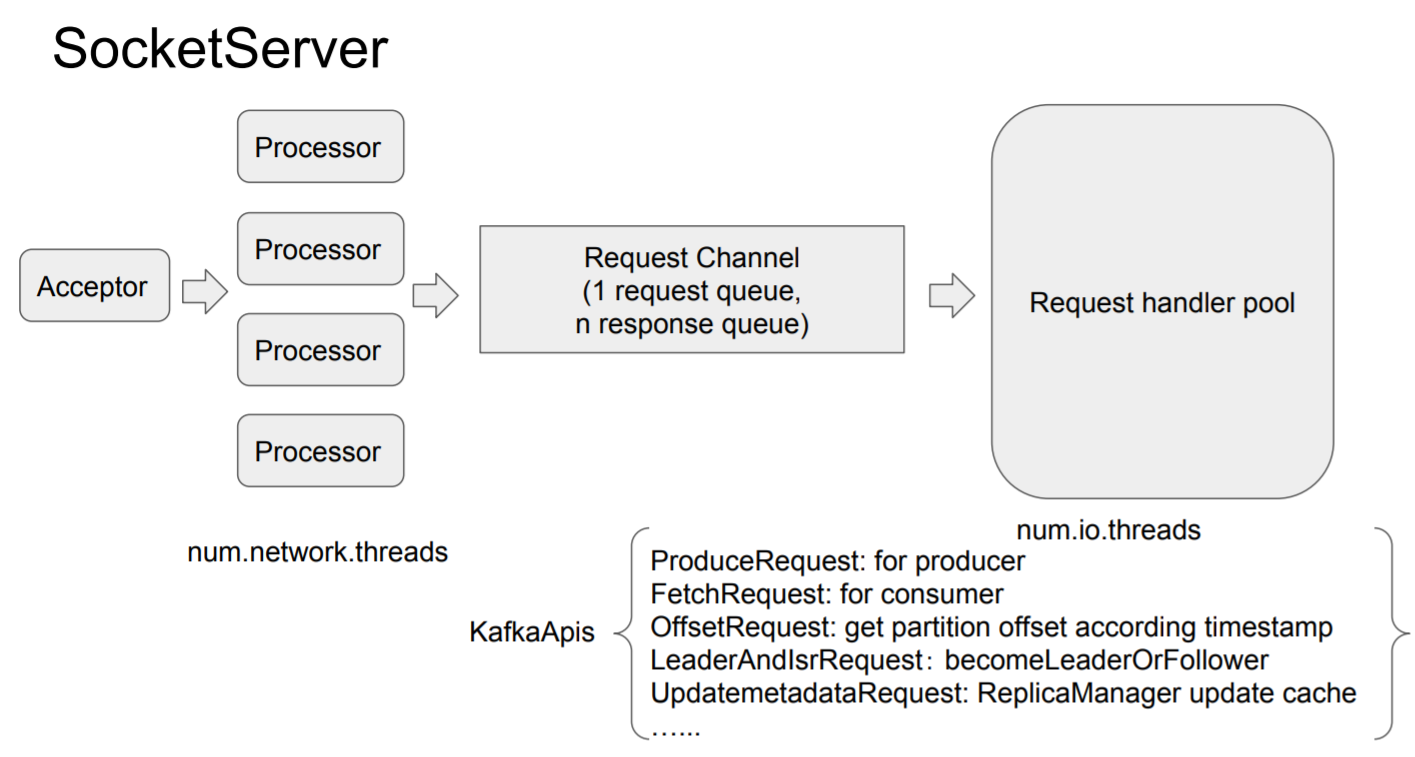 SocketServer
Acceptor
Processor
Processor
Processor
Processor
num.network.threads
Request Channel
(1 request queue,
n response queue)
Request handler pool
num.io.threads
KafkaApis
ProduceRequest: for producer
FetchRequest: for consumer
OffsetRequest: get partition offset according timestamp
LeaderAndIsrRequest：becomeLeaderOrFollower
UpdatemetadataRequest: ReplicaManager update cache
…...